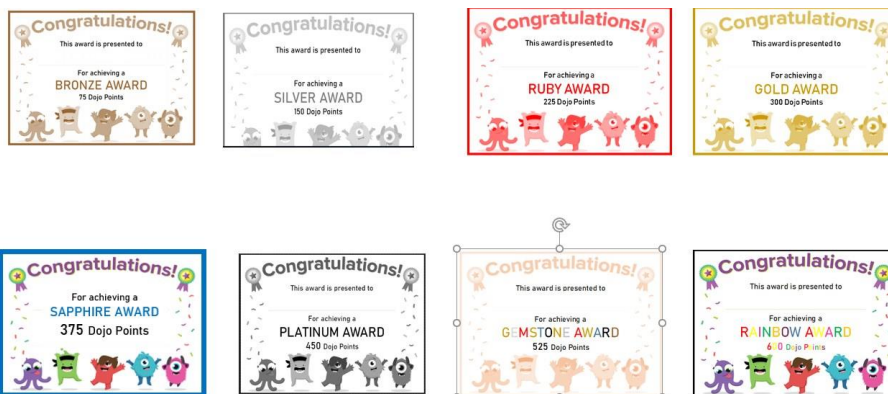 Congratulations!
This award is presented to
For achieving a
BRONZE AWARD
75 Dojo Points
Congratulations!
This award is presented to
For achieving a
SILVER AWARD
150 Dojo Points
Congratulations!
This award is presented to
For achieving a
RUBY AWARD
225 Dojo Points
Congratulations!
This award is presented to
For achieving a
GOLD AWARD
300 Dojo Points
Congratulations!
For achieving a
SAPPHIRE AWARD
375 Dojo Points
Congratulations!
This award is presented to
For achieving a
PLATINUM AWARD
450 Dojo Points
Congratulations!
This award is presented to
For achieving a
GEMSTONE AWARD
525 Dojo Points
Congratulations!
This award is presented to
For achieving a
RAINBOW AWARD
600 Dojo Points